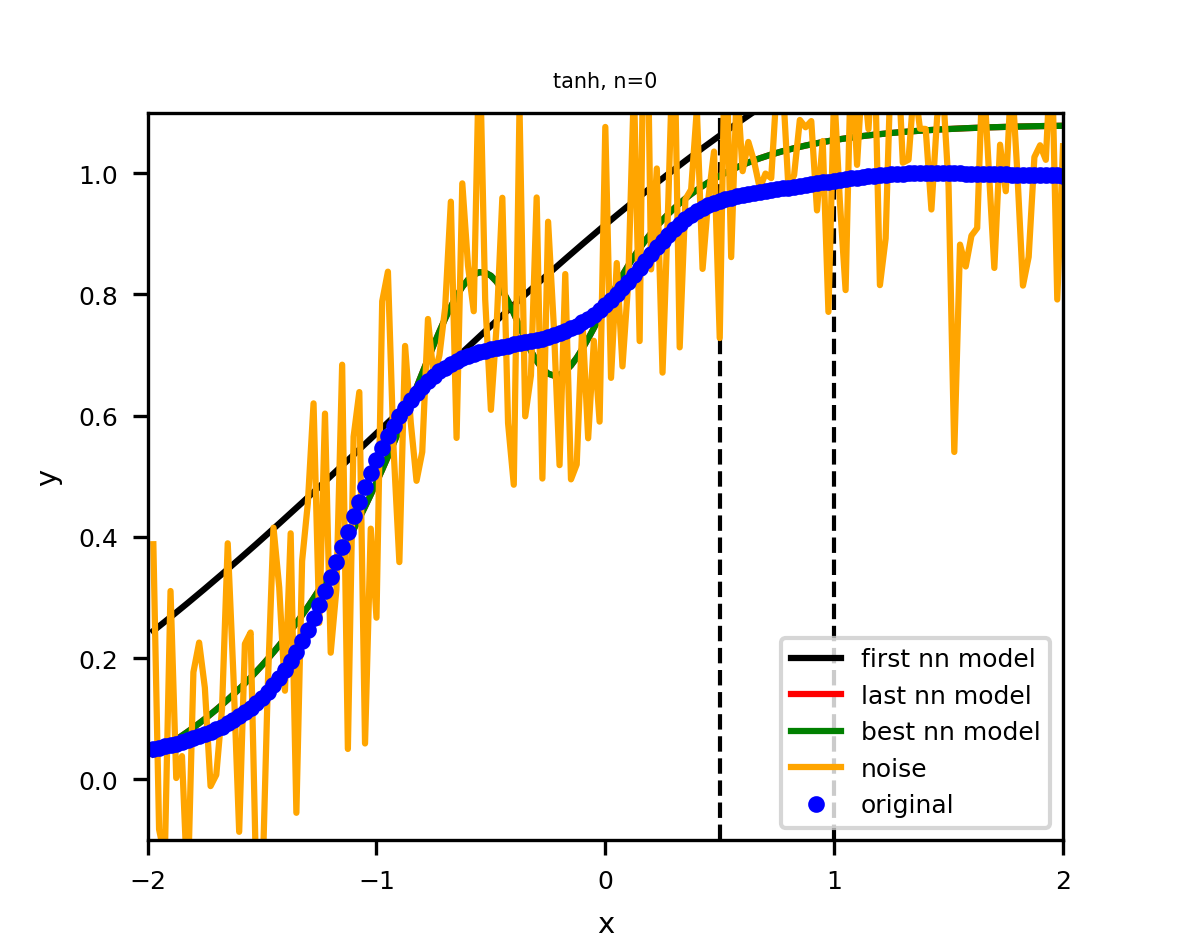 tanh, n=0
1.0
0.8
0.6
0.4
0.2
0.0
y
−2
−1
0
1
2
x
first nn model
last nn model
best nn model
noise
original